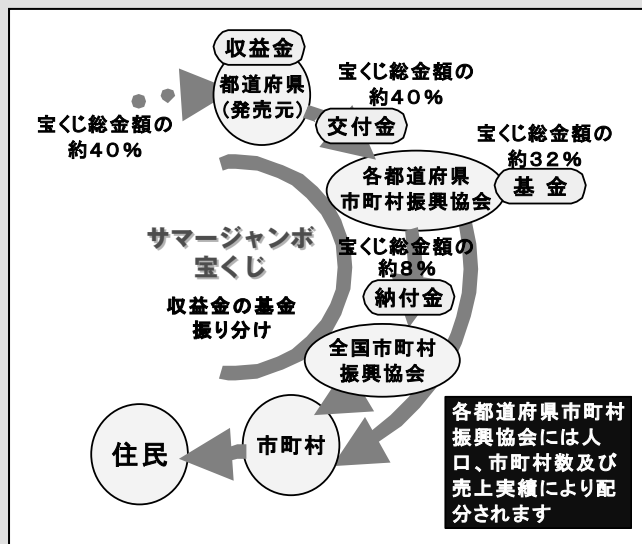 収益金
都道府県
(発売元)
宝くじ総金額の
約40%
宝くじ総金額の
約40%
交付金
宝くじ総金額の
約32%
基 金
各都道府県
市町村振興協会
サマージャンボ
宝くじ
収益金の基金
振り分け
宝くじ総金額の
約8%
納付金
全国市町村
振興協会
市町村
住民
各都道府県市町村
振興協会には人
口、市町村数及び
売上実績により配
分されます